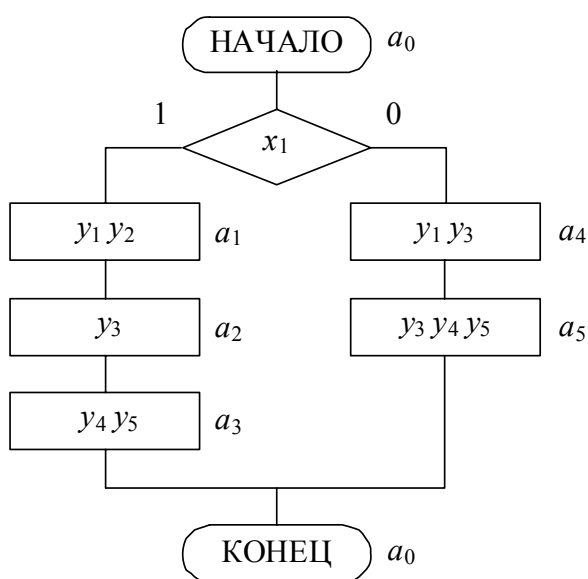 НАЧАЛО a₀
1 0
x₁
y₁ y₂ a₁ y₁ y₃ a₄
y₃ a₂ y₃ y₄ y₅ a₅
y₄ y₅ a₃
КОНЕЦ a₀